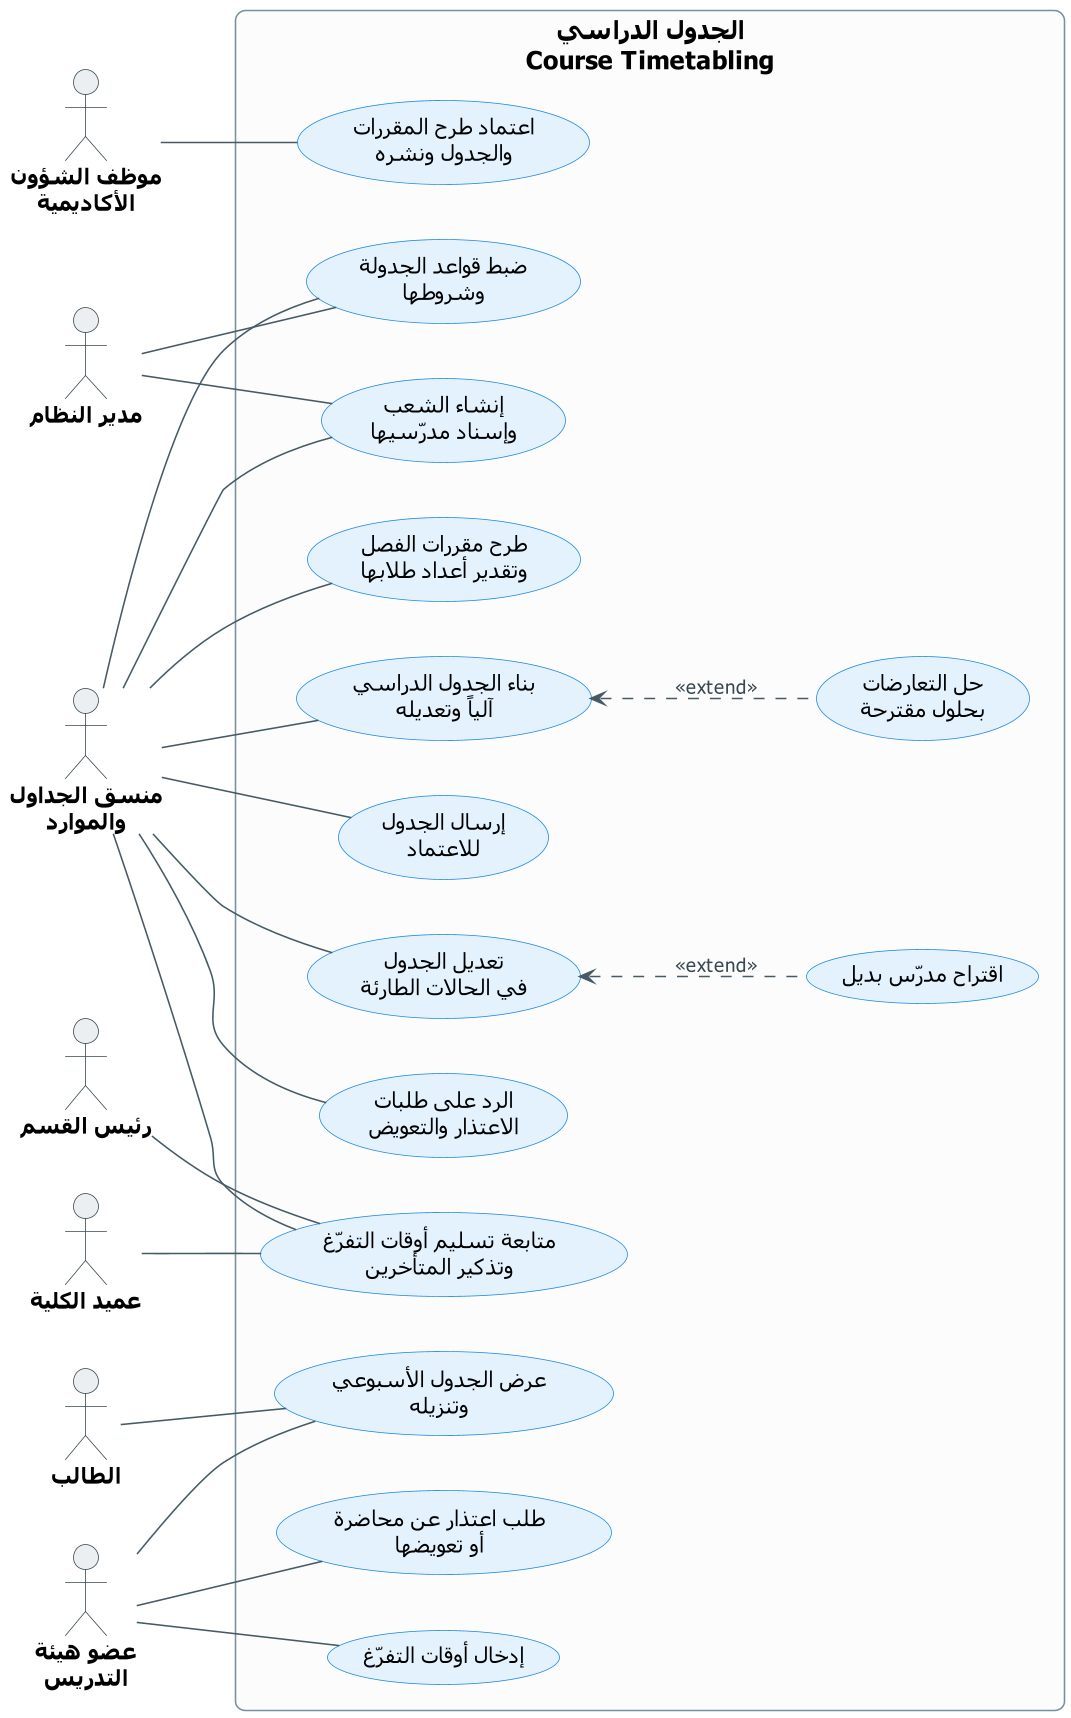 الجدول الدراسي
Course Timetabling
موظف الشؤون
الأكاديمية
اعتماد طرح المقررات
والجدول ونشره
ضبط قواعد الجدولة
وشروطها
مدير النظام
إنشاء الشعب
وإسناد مدرّسيها
طرح مقررات الفصل
وتقدير أعداد طلابها
منسق الجداول
والموارد
بناء الجدول الدراسي
آلياً وتعديله
«extend»
حل التعارضات
بحلول مقترحة
إرسال الجدول
للاعتماد
تعديل الجدول
في الحالات الطارئة
«extend»
اقتراح مدرّس بديل
الرد على طلبات
الاعتذار والتعويض
رئيس القسم
متابعة تسليم أوقات التفرّغ
وتذكير المتأخرين
عميد الكلية
عرض الجدول الأسبوعي
وتنزيله
الطالب
طلب اعتذار عن محاضرة
أو تعويضها
عضو هيئة
التدريس
إدخال أوقات التفرّغ